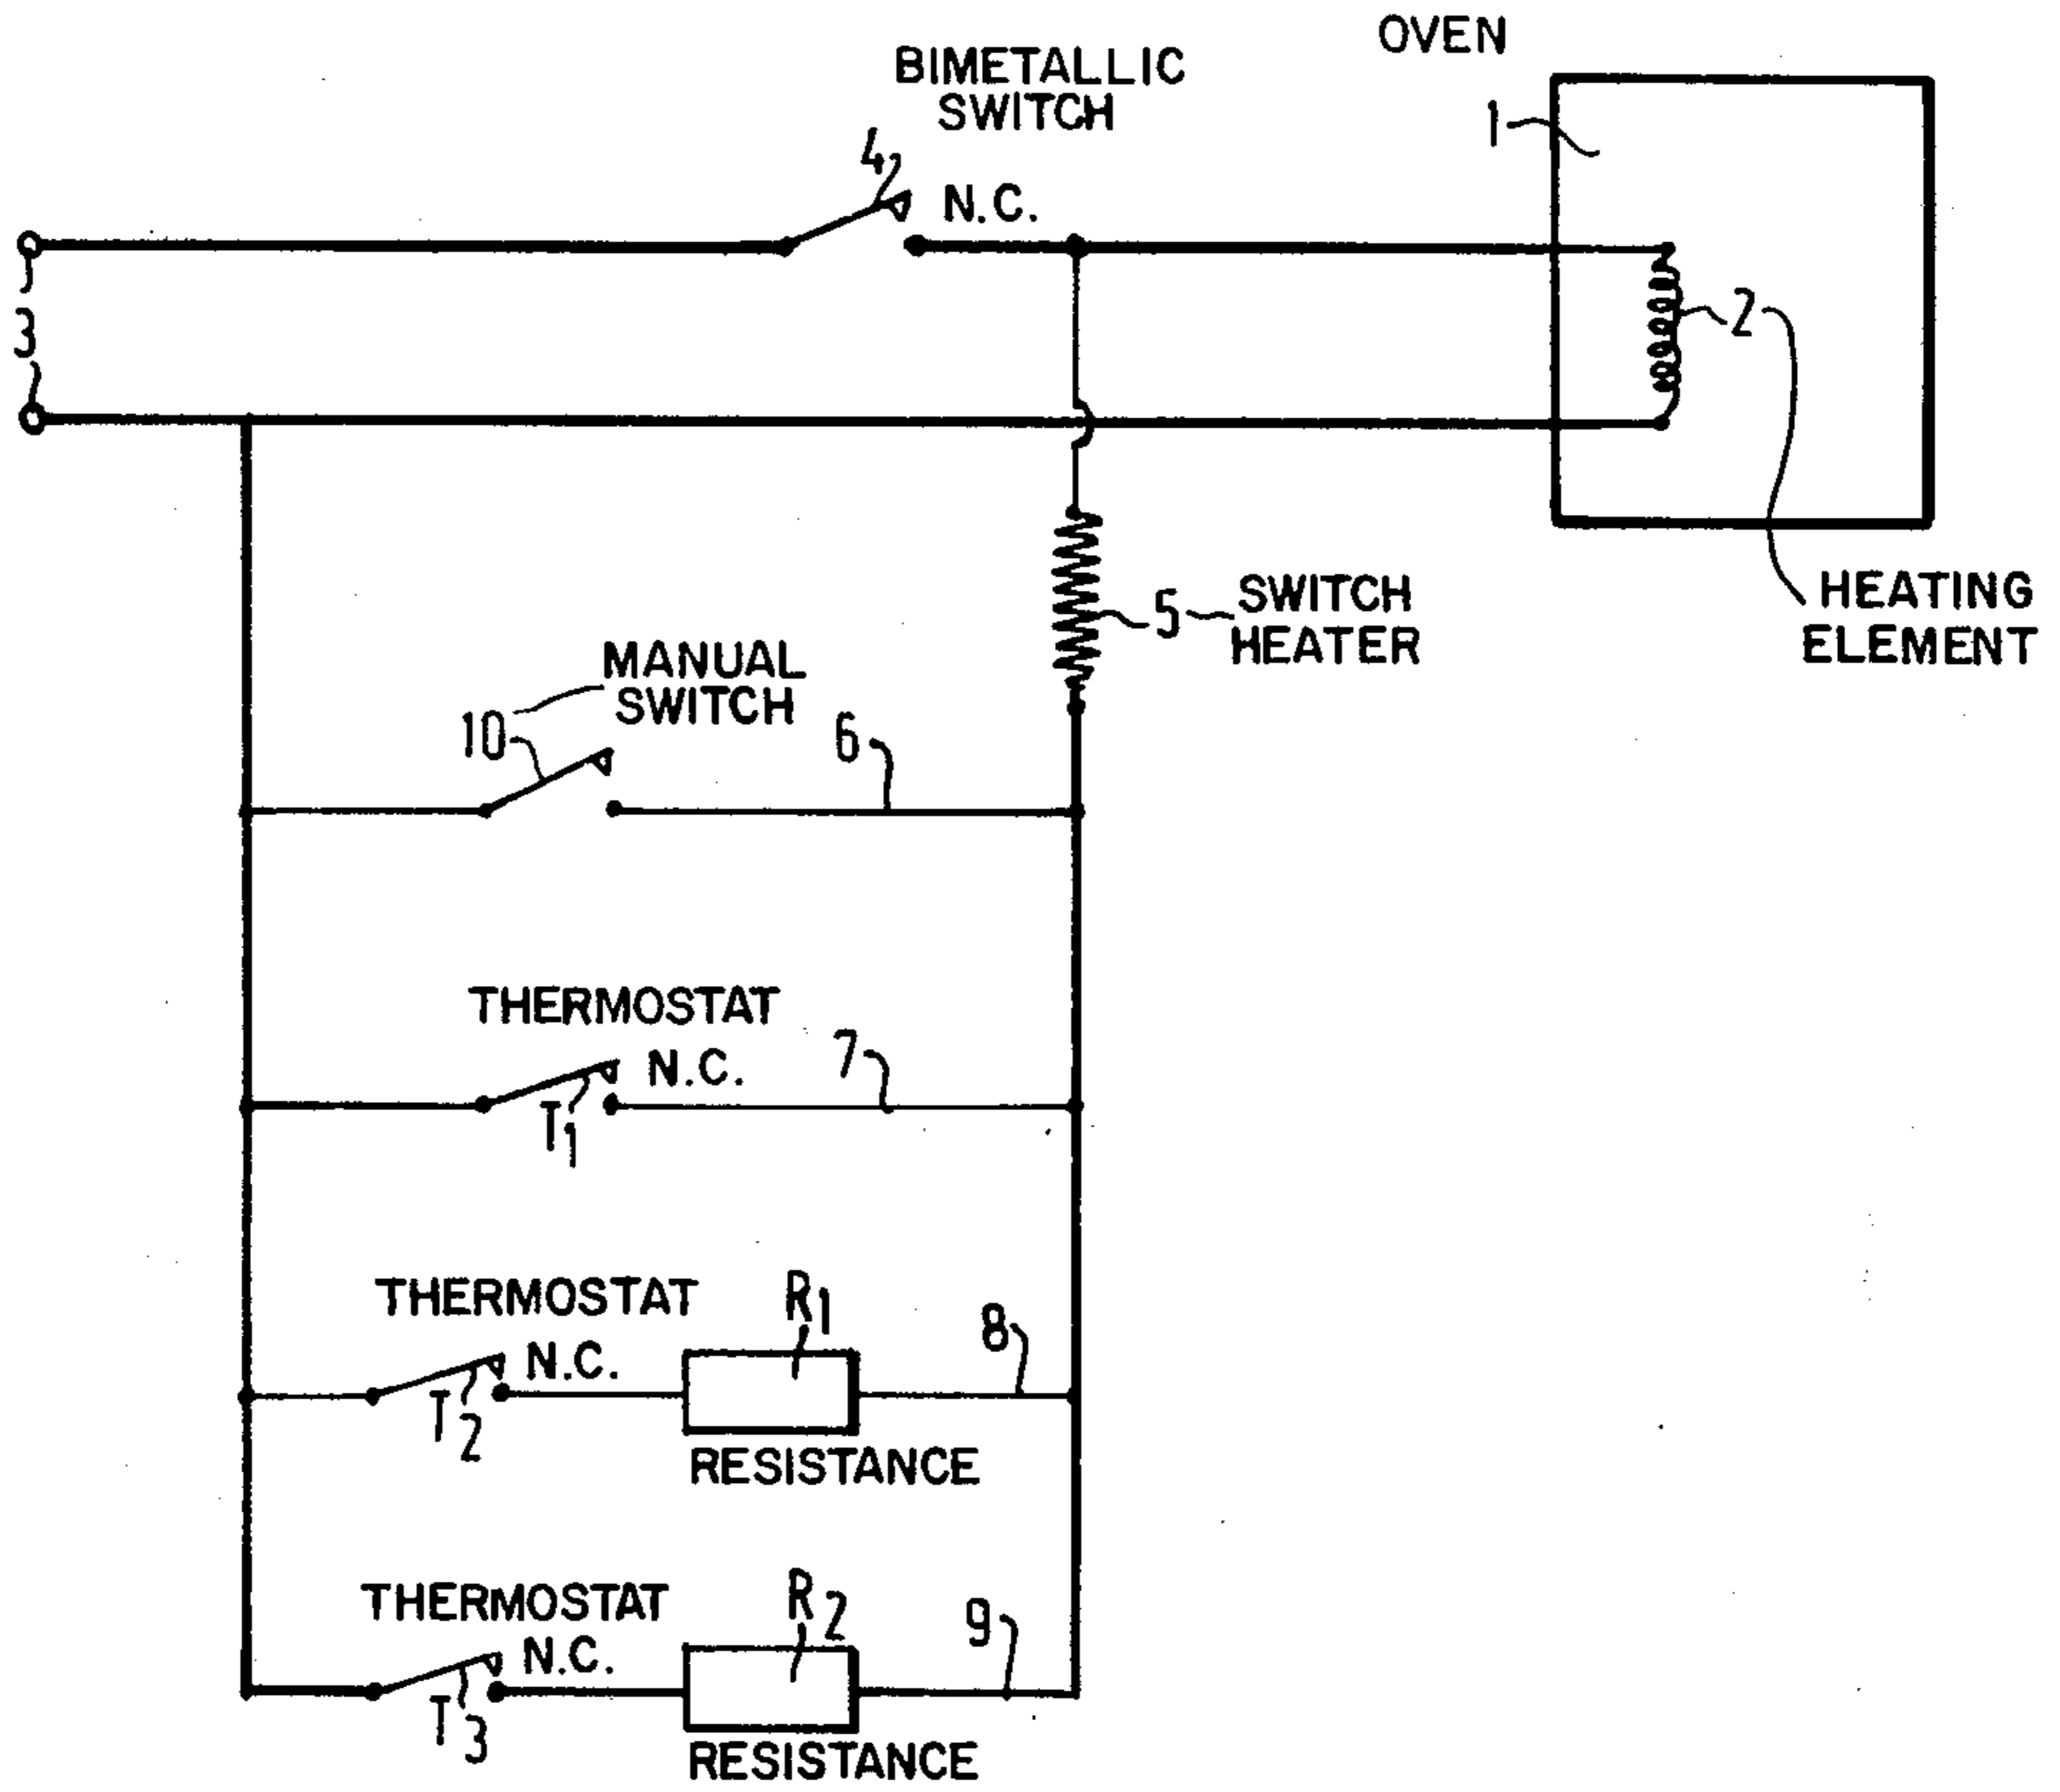 OVEN
BIMETALLIC
SWITCH
1
4
N.C.
3
2
HEATING
ELEMENT
5
SWITCH
HEATER
MANUAL
SWITCH
10
6
THERMOSTAT
N.C.
7
T1
THERMOSTAT
R1
N.C.
8
T2
RESISTANCE
THERMOSTAT
R2
N.C.
9
T3
RESISTANCE